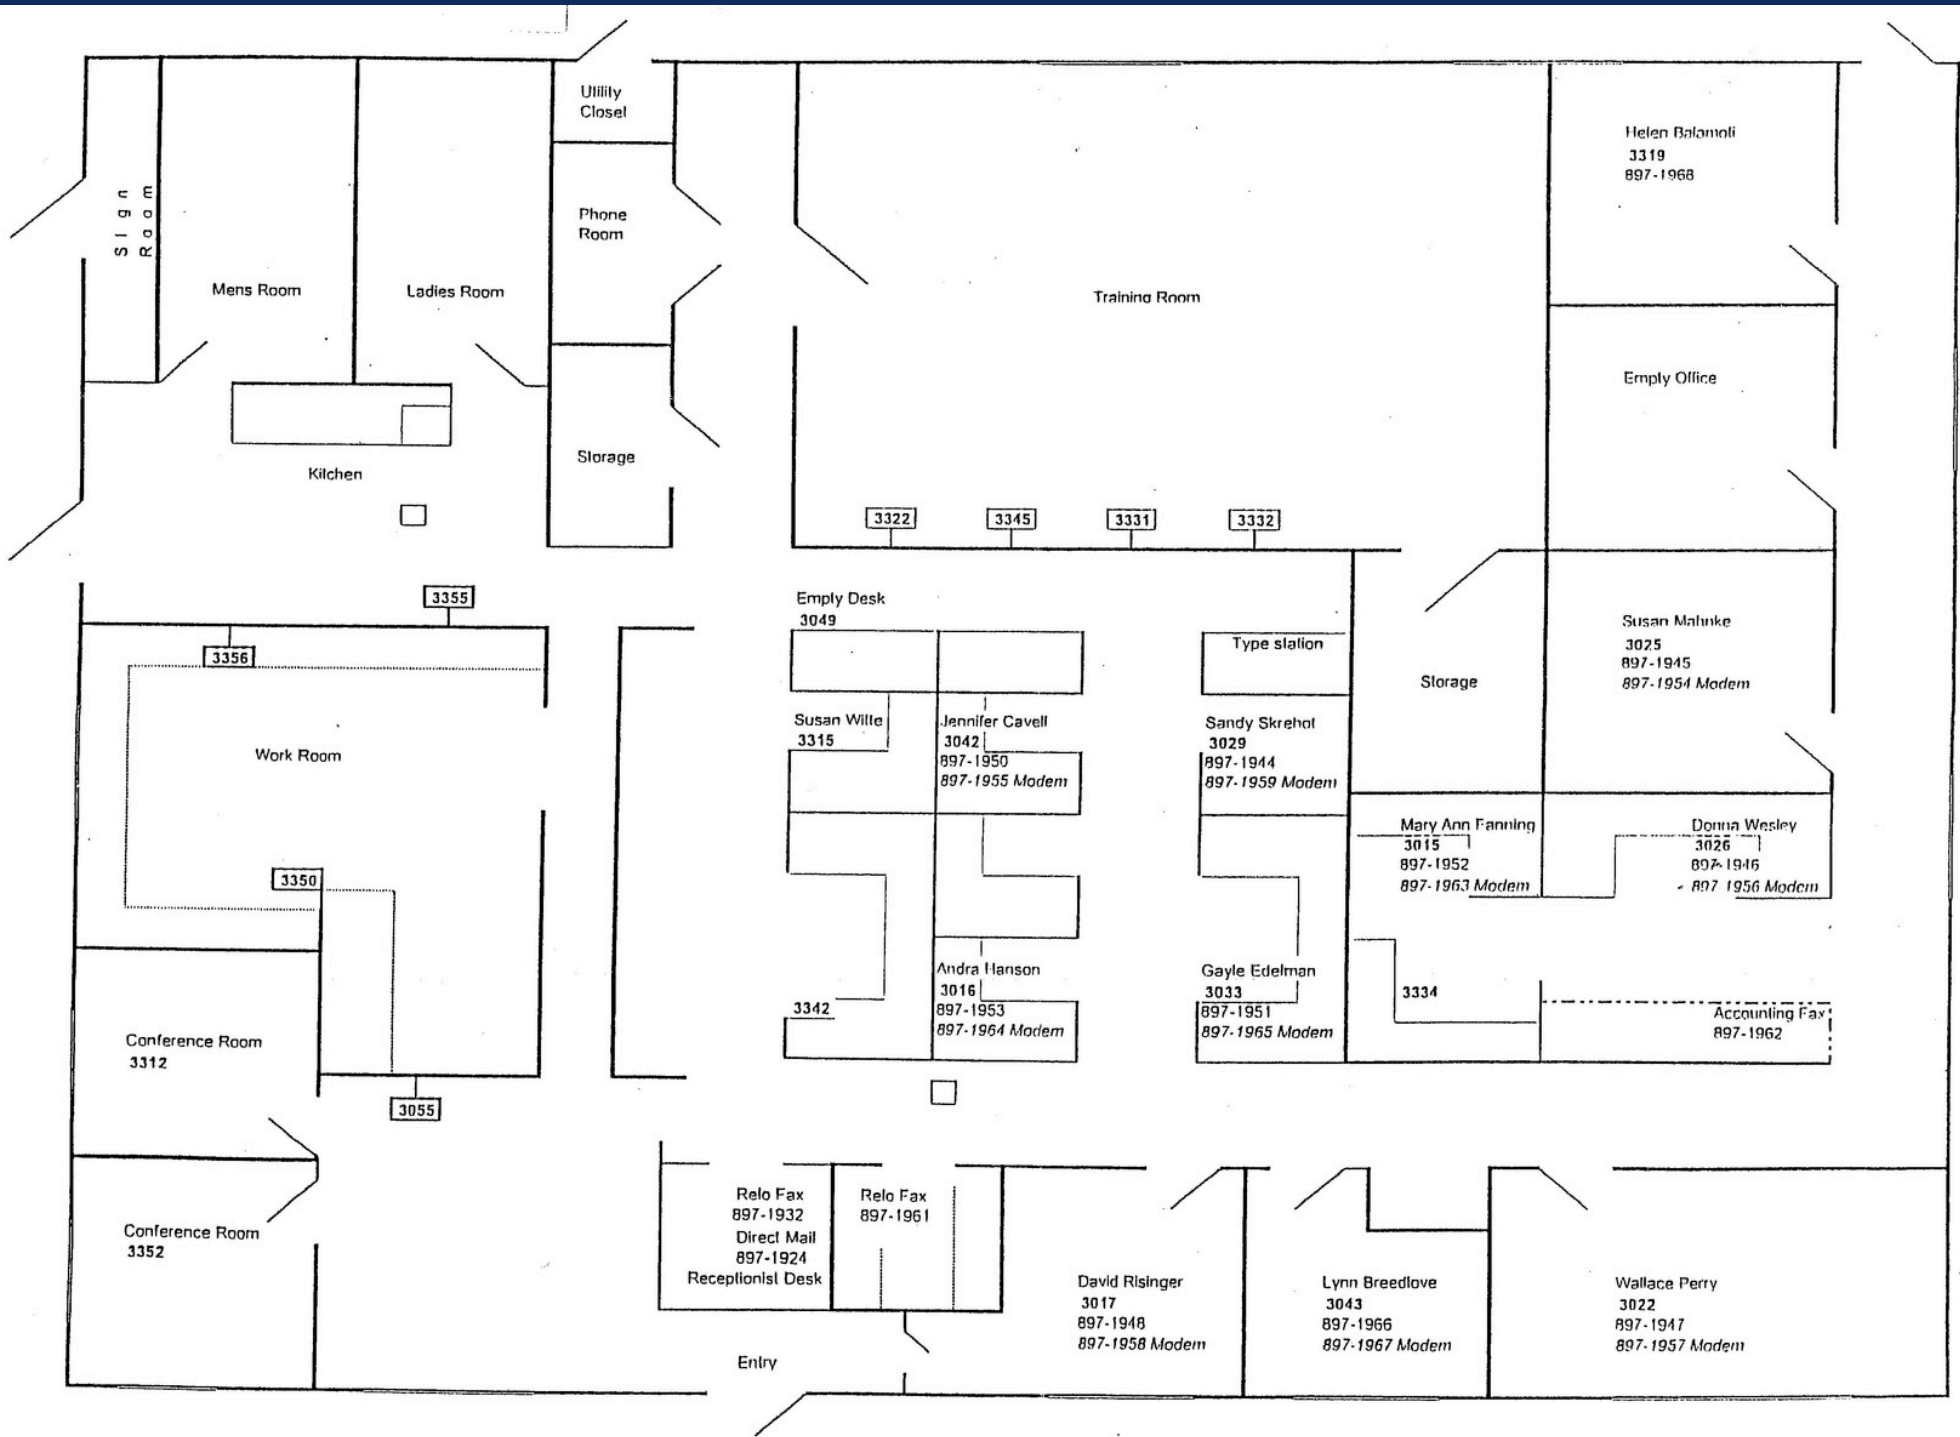 Utility
Closet
Helen Balamoti
3319
897-1968
Sign
Room
Phone
Room
Mens Room
Ladies Room
Training Room
Empty Office
Storage
Kitchen
3322
3345
3331
3332
3355
Empty Desk
3049
3356
Type station
Susan Mahnke
3025
897-1945
897-1954 Modem
Storage
Susan Witte
3315
Jennifer Cavell
3042
897-1950
897-1955 Modem
Sandy Skrehot
3029
897-1944
897-1959 Modem
Work Room
Mary Ann Fanning
3015
897-1952
897-1963 Modem
Donna Wesley
3026
897-1946
897 1956 Modem
3350
Andra Hanson
3016
897-1953
897-1964 Modem
Gayle Edelman
3033
897-1951
897-1965 Modem
3342
3334
Accounting Fax
897-1962
Conference Room
3312
3055
Relo Fax
897-1932
Direct Mail
897-1924
Receptionist Desk
Relo Fax
897-1961
Conference Room
3352
David Risinger
3017
897-1948
897-1958 Modem
Lynn Breedlove
3043
897-1966
897-1967 Modem
Wallace Perry
3022
897-1947
897-1957 Modem
Entry